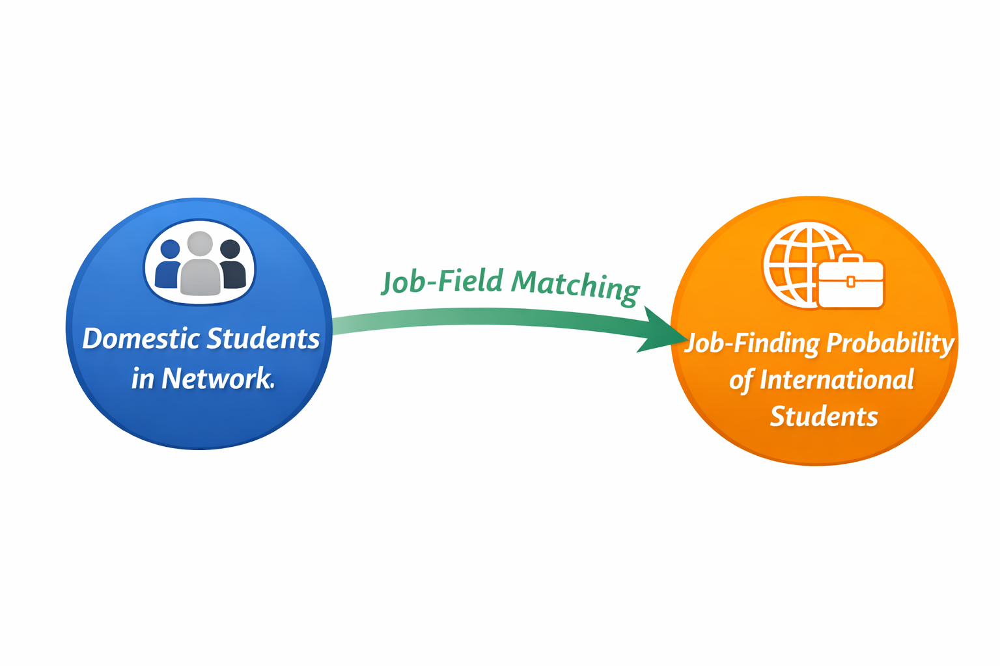 Domestic Students
in Network.
Job-Field Matching
Job-Finding Probability
of International
Students